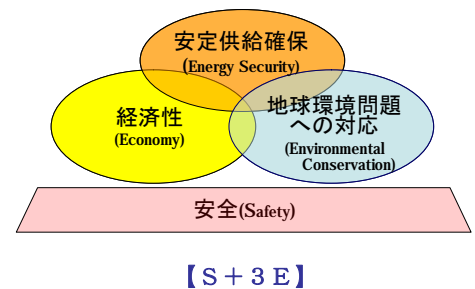 安定供給確保
(Energy Security)
経済性
(Economy)
地球環境問題
への対応
(Environmental
Conservation)
安全(Safety)
【S+3E】